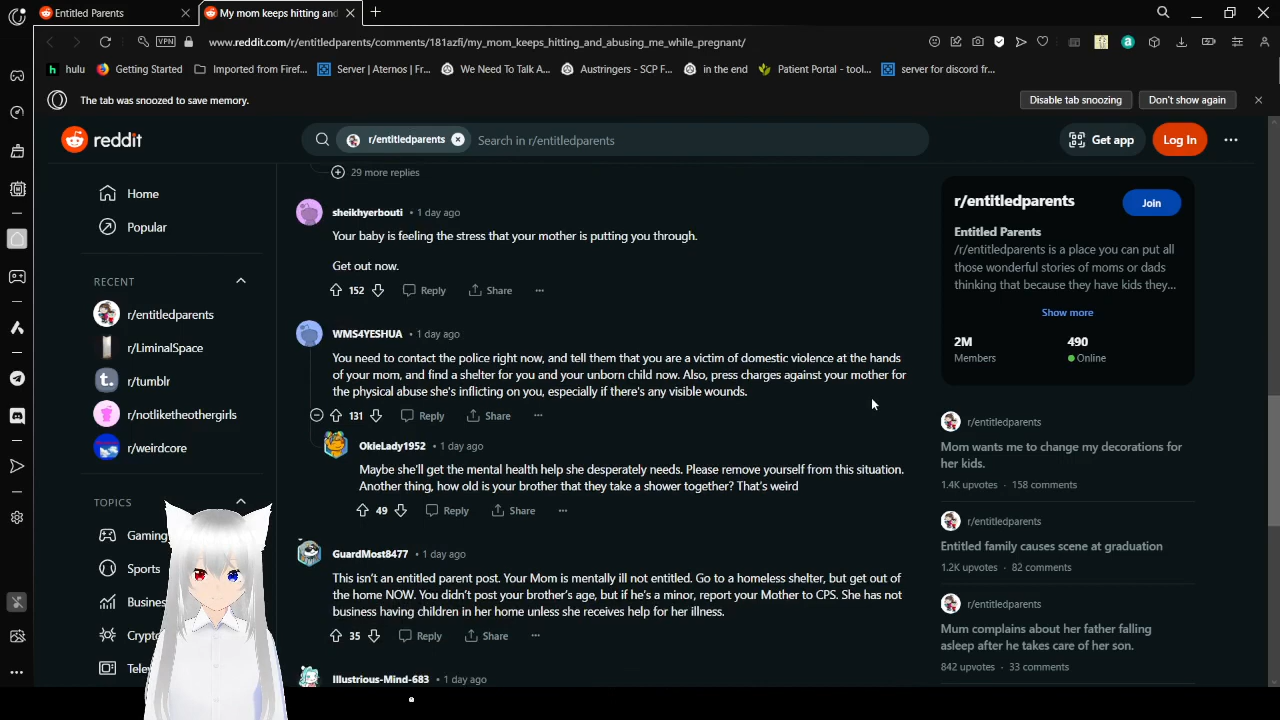 Entitled Parents
My mom keeps hitting and
VPN
www.reddit.com/r/entitledparents/comments/181azfi/my_mom_keeps_hitting_and_abusing_me_while_pregnant/
hulu
Getting Started
Imported from Firef...
Server | Aternos | Fr...
We Need To Talk A...
Austringers - SCP F...
in the end
Patient Portal - tool...
server for discord fr...
The tab was snoozed to save memory.
Disable tab snoozing
Don't show again
reddit
r/entitledparents
Search in r/entitledparents
Get app
Log In
Home
Popular
RECENT
r/entitledparents
r/LiminalSpace
r/tumblr
r/notliketheothergirls
r/weirdcore
TOPICS
Gaming
Sports
Busines
Crypto
Telev
29 more replies
sheikhyerbouti • 1 day ago
Your baby is feeling the stress that your mother is putting you through.
Get out now.
152 Reply Share
WMS4YESHUA • 1 day ago
You need to contact the police right now, and tell them that you are a victim of domestic violence at the hands
of your mom, and find a shelter for you and your unborn child now. Also, press charges against your mother for
the physical abuse she's inflicting on you, especially if there's any visible wounds.
131 Reply Share
OkieLady1952 • 1 day ago
Maybe she'll get the mental health help she desperately needs. Please remove yourself from this situation.
Another thing, how old is your brother that they take a shower together? That's weird
49 Reply Share
GuardMost8477 • 1 day ago
This isn't an entitled parent post. Your Mom is mentally ill not entitled. Go to a homeless shelter, but get out of
the home NOW. You didn't post your brother's age, but if he's a minor, report your Mother to CPS. She has not
business having children in her home unless she receives help for her illness.
35 Reply Share
Illustrious-Mind-683 • 1 day ago
r/entitledparents
Join
Entitled Parents
/r/entitledparents is a place you can put all
those wonderful stories of moms or dads
thinking that because they have kids they...
Show more
2M 490
Members Online
r/entitledparents
Mom wants me to change my decorations for
her kids.
1.4K upvotes • 158 comments
r/entitledparents
Entitled family causes scene at graduation
1.2K upvotes • 82 comments
r/entitledparents
Mum complains about her father falling
asleep after he takes care of her son.
842 upvotes • 33 comments